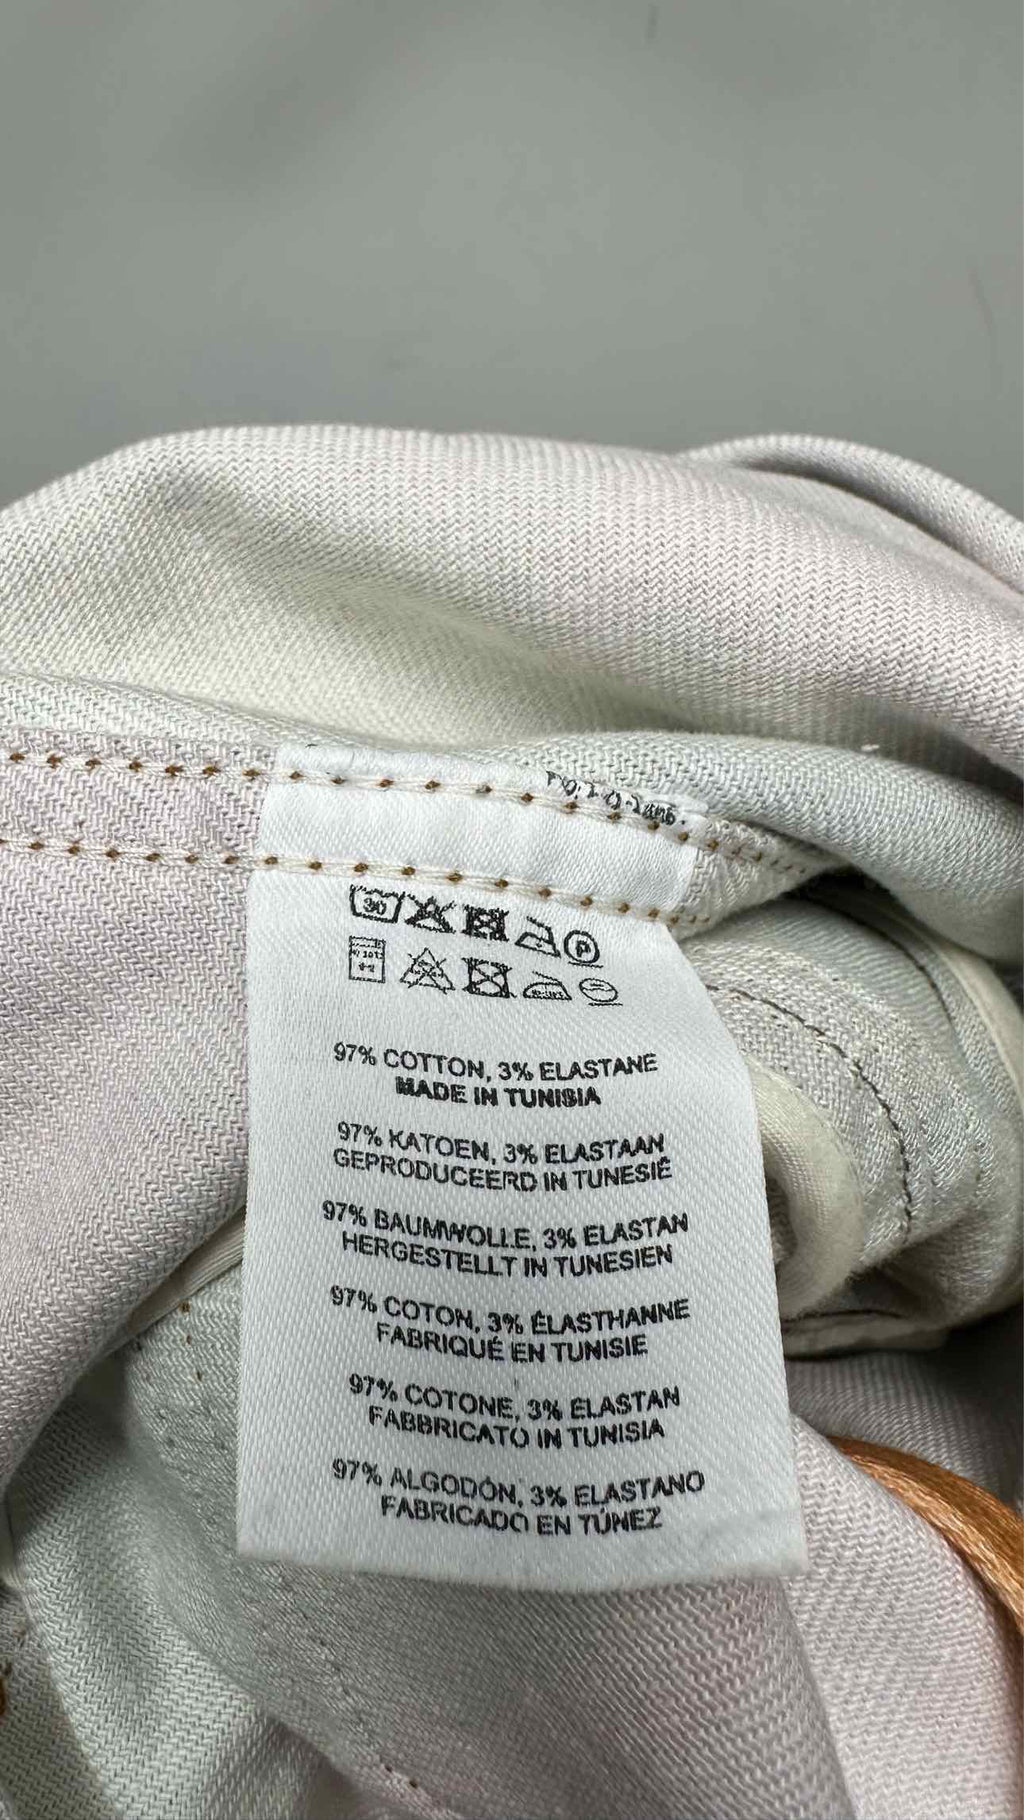 30
P
97% COTTON, 3% ELASTANE
MADE IN TUNISIA
97% KATOEN, 3% ELASTAAN
GEPRODUCEERD IN TUNESIË
97% BAUMWOLLE, 3% ELASTAN
HERGESTELLT IN TUNESIEN
97% COTON, 3% ÉLASTHANNE
FABRIQUÉ EN TUNISIE
97% COTONE, 3% ELASTAN
FABBRICATO IN TUNISIA
97% ALGODÓN, 3% ELASTANO
FABRICADO EN TÚNEZ